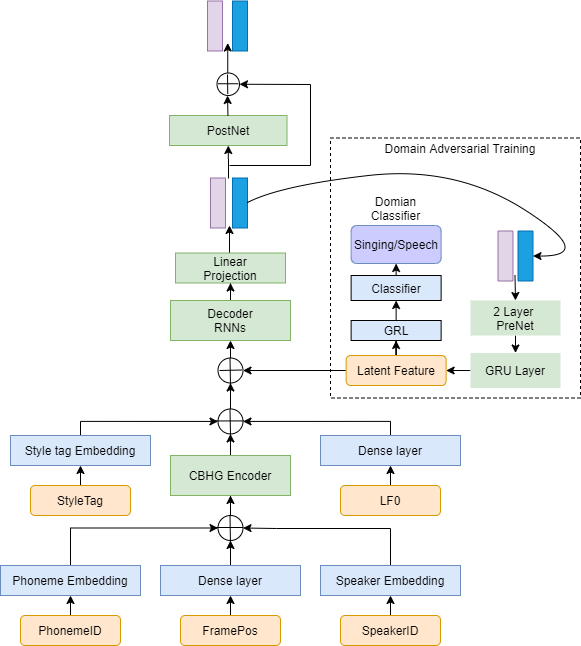 PostNet
Domain Adversarial Training
Domian
Classifier
Singing/Speech
Linear
Projection
Classifier
Decoder
RNNs
2 Layer
PreNet
GRL
Latent Feature
GRU Layer
Style tag Embedding
Dense layer
CBHG Encoder
StyleTag
LF0
Phoneme Embedding
Dense layer
Speaker Embedding
PhonemeID
FramePos
SpeakerID